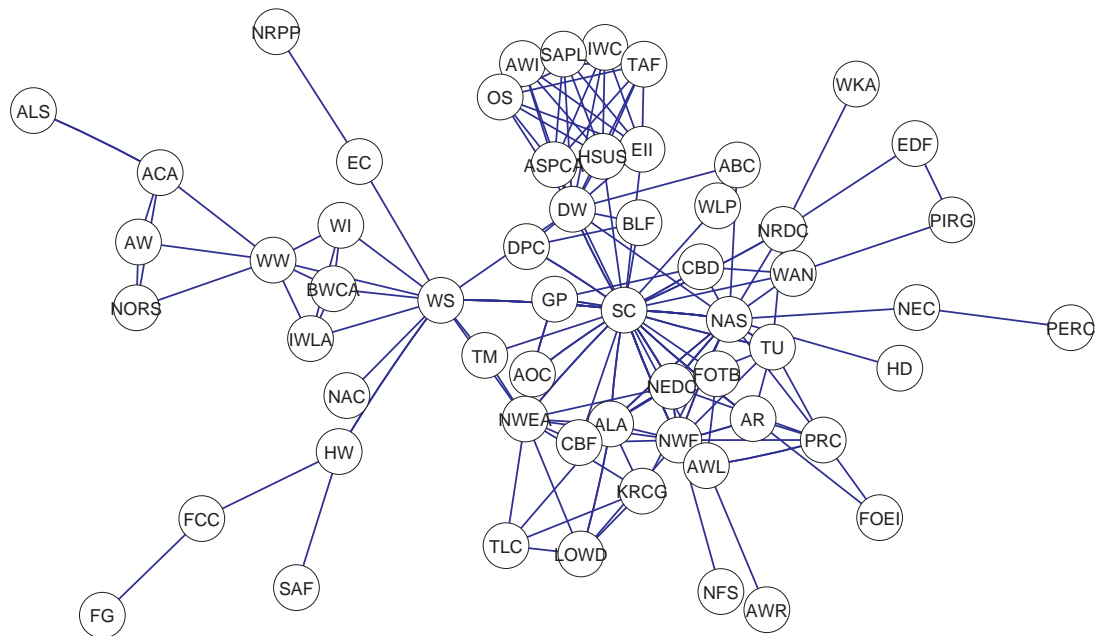 NRPP
SAPL
IWC
AWI
TAF
OS
WKA
ALS
EDF
EII
HSUS
EC
ASPCA
ABC
ACA
WLP
DW
PIRG
BLF
WI
NRDC
AW
DPC
WW
CBD
WAN
BWCA
WS
GP
NORS
SC
NEC
NAS
PERC
IWLA
TU
TM
HD
AOC
FOTB
NEDC
NAC
NWEA
ALA
AR
CBF
NWF
PRC
HW
AWL
KRCG
FCC
FOEI
TLC
LOWD
SAF
NFS
AWR
FG